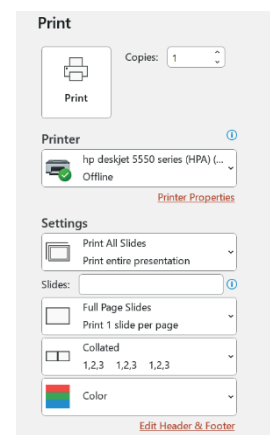 Print
Copies: 1
Print
Printer
hp deskjet 5550 series (HPA) (...
Offline
Printer Properties
Settings
Print All Slides
Print entire presentation
Slides:
Full Page Slides
Print 1 slide per page
Collated
1,2,3 1,2,3 1,2,3
Color
Edit Header & Footer